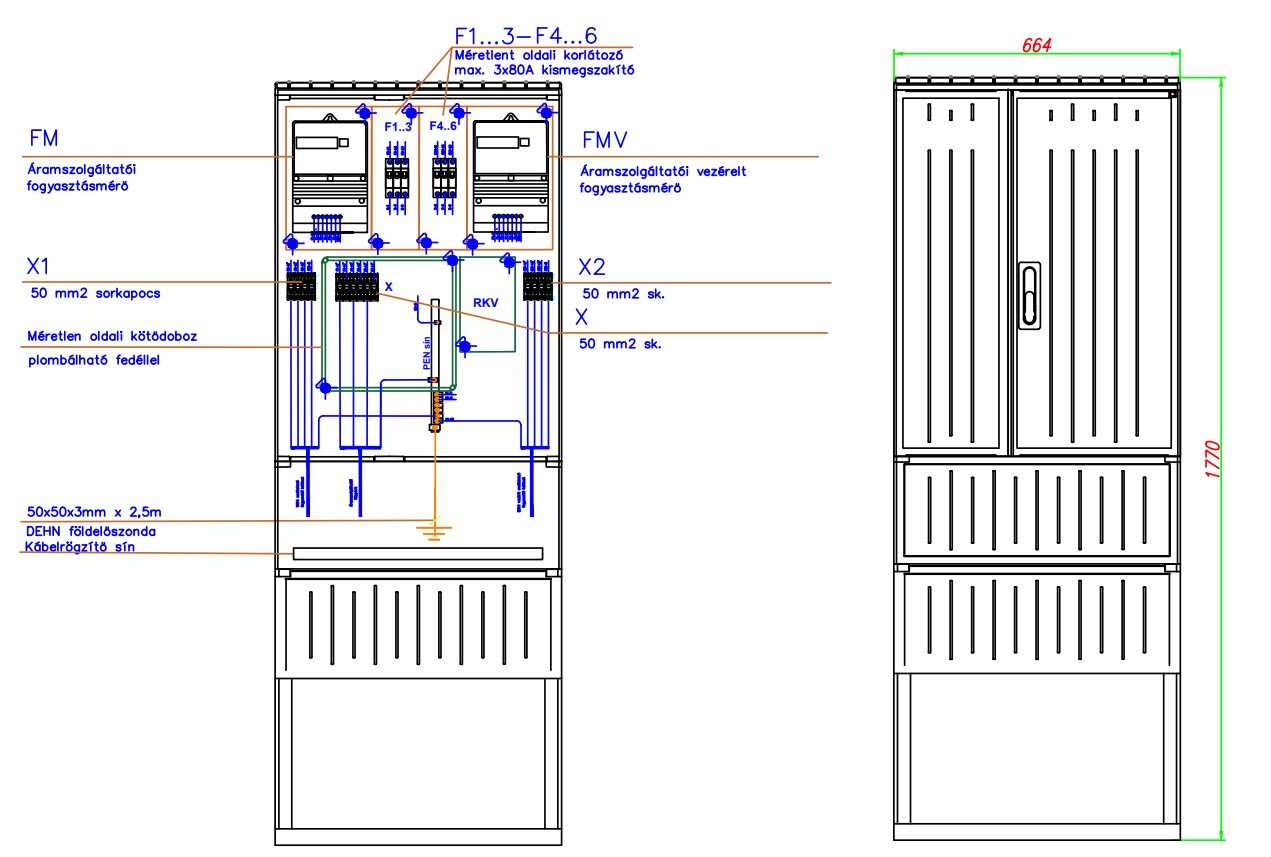 F1...3-F4...6
Méretlent oldali korlátozó
max. 3x80A kismegszakító
664
FM
Áramszolgáltatói
fogyasztásmérő
F1..3
F4..6
FMV
Áramszolgáltatói vezérelt
fogyasztásmérő
X1
50 mm2 sorkapocs
X
RKV
X2
50 mm2 sk.
X
50 mm2 sk.
Méretlen oldali kötődoboz
plombálható fedéllel
PEN sín
1770
50x50x3mm x 2,5m
DEHN földelőszonda
Kábelrögzítő sín